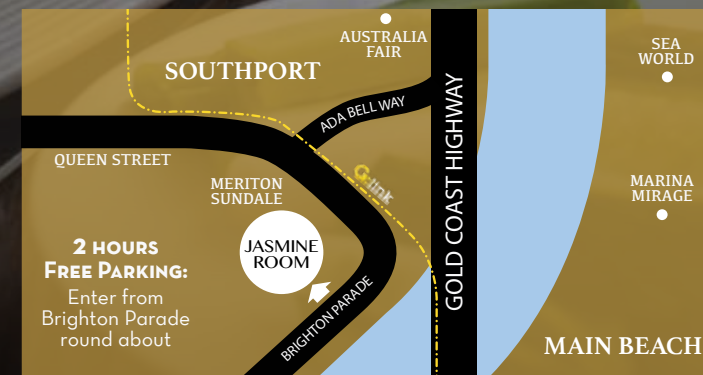 AUSTRALIA
FAIR
SEA
WORLD
SOUTHPORT
ADA BELL WAY
GOLD COAST HIGHWAY
QUEEN STREET
G:link
MERITON
SUNDALE
MARINA
MIRAGE
JASMINE
ROOM
2 HOURS
FREE PARKING:
Enter from
Brighton Parade
round about
BRIGHTON PARADE
MAIN BEACH